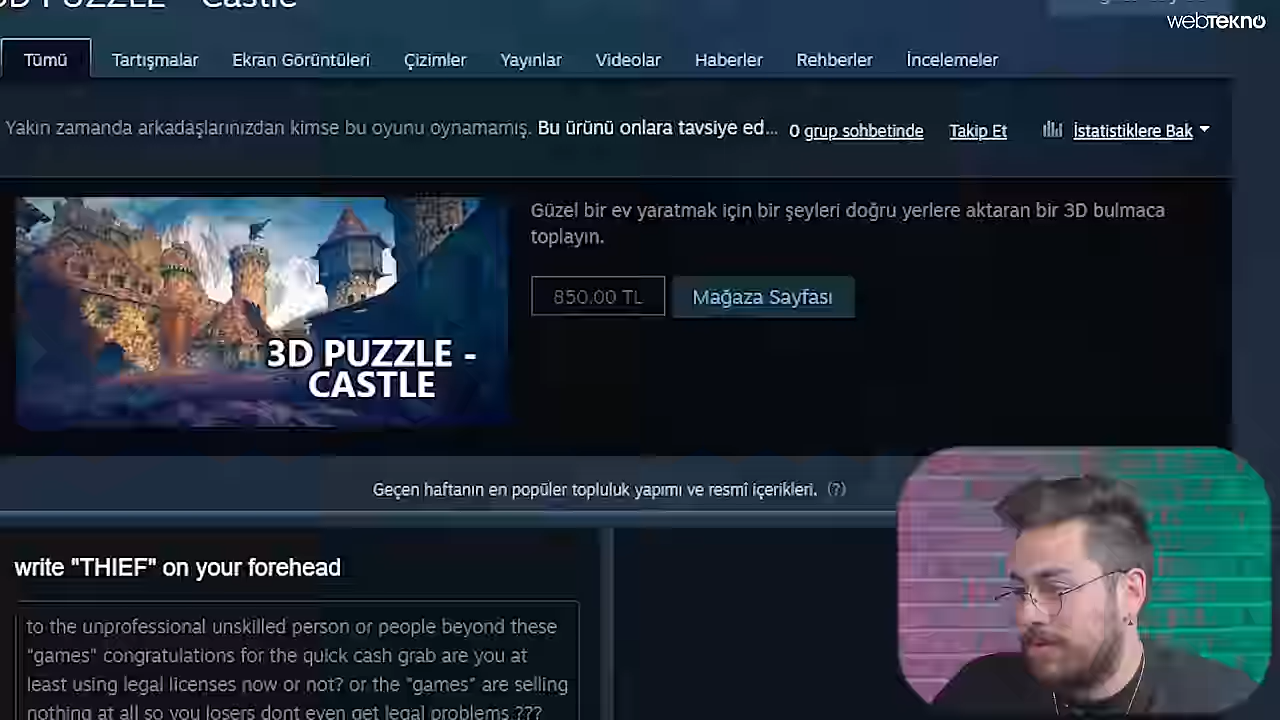 3D PUZZLE - Castle
webTEKNO
Tümü Tartışmalar Ekran Görüntüleri Çizimler Yayınlar Videolar Haberler Rehberler İncelemeler
Yakın zamanda arkadaşlarınızdan kimse bu oyunu oynamamış. Bu ürünü onlara tavsiye ed... 0 grup sohbetinde Takip Et İstatistiklere Bak
Güzel bir ev yaratmak için bir şeyleri doğru yerlere aktaran bir 3D bulmaca
toplayın.
850.00 TL Mağaza Sayfası
3D PUZZLE -
CASTLE
Geçen haftanın en popüler topluluk yapımı ve resmî içerikleri. (?)
write "THIEF" on your forehead
to the unprofessional unskilled person or people beyond these
"games" congratulations for the quick cash grab are you at
least using legal licenses now or not? or the "games" are selling
nothing at all so you losers dont even get legal problems ???